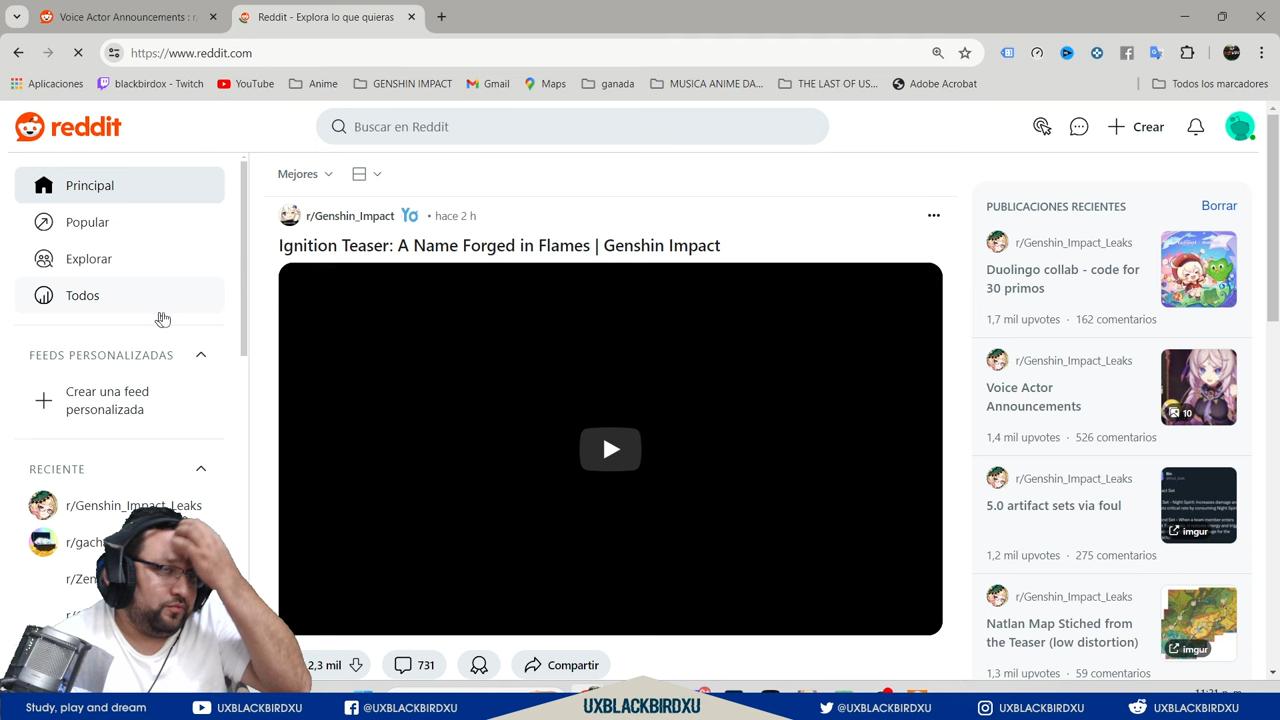 Voice Actor Announcements : r
Reddit - Explora lo que quieras
https://www.reddit.com
Aplicaciones
blackbirdox - Twitch
YouTube
Anime
GENSHIN IMPACT
Gmail
Maps
ganada
MUSICA ANIME DA...
THE LAST OF US...
Adobe Acrobat
Todos los marcadores
reddit
Buscar en Reddit
Crear
Principal
Popular
Explorar
Todos
FEEDS PERSONALIZADAS
Crear una feed
personalizada
RECIENTE
r/Genshin_Impact_Leaks
r/gach
r/Zen
Mejores
r/Genshin_Impact Yo • hace 2 h
Ignition Teaser: A Name Forged in Flames | Genshin Impact
2,3 mil
731
Compartir
PUBLICACIONES RECIENTES
Borrar
r/Genshin_Impact_Leaks
Duolingo collab - code for
30 primos
1,7 mil upvotes · 162 comentarios
r/Genshin_Impact_Leaks
Voice Actor
Announcements
10
1,4 mil upvotes · 526 comentarios
r/Genshin_Impact_Leaks
5.0 artifact sets via foul
imgur
1,2 mil upvotes · 275 comentarios
r/Genshin_Impact_Leaks
Natlan Map Stiched from
the Teaser (low distortion)
imgur
1,3 mil upvotes · 59 comentarios
Study, play and dream
UXBLACKBIRDXU
@UXBLACKBIRDXU
UXBLACKBIRDXU
@UXBLACKBIRDXU
UXBLACKBIRDXU
UXBLACKBIRDXU